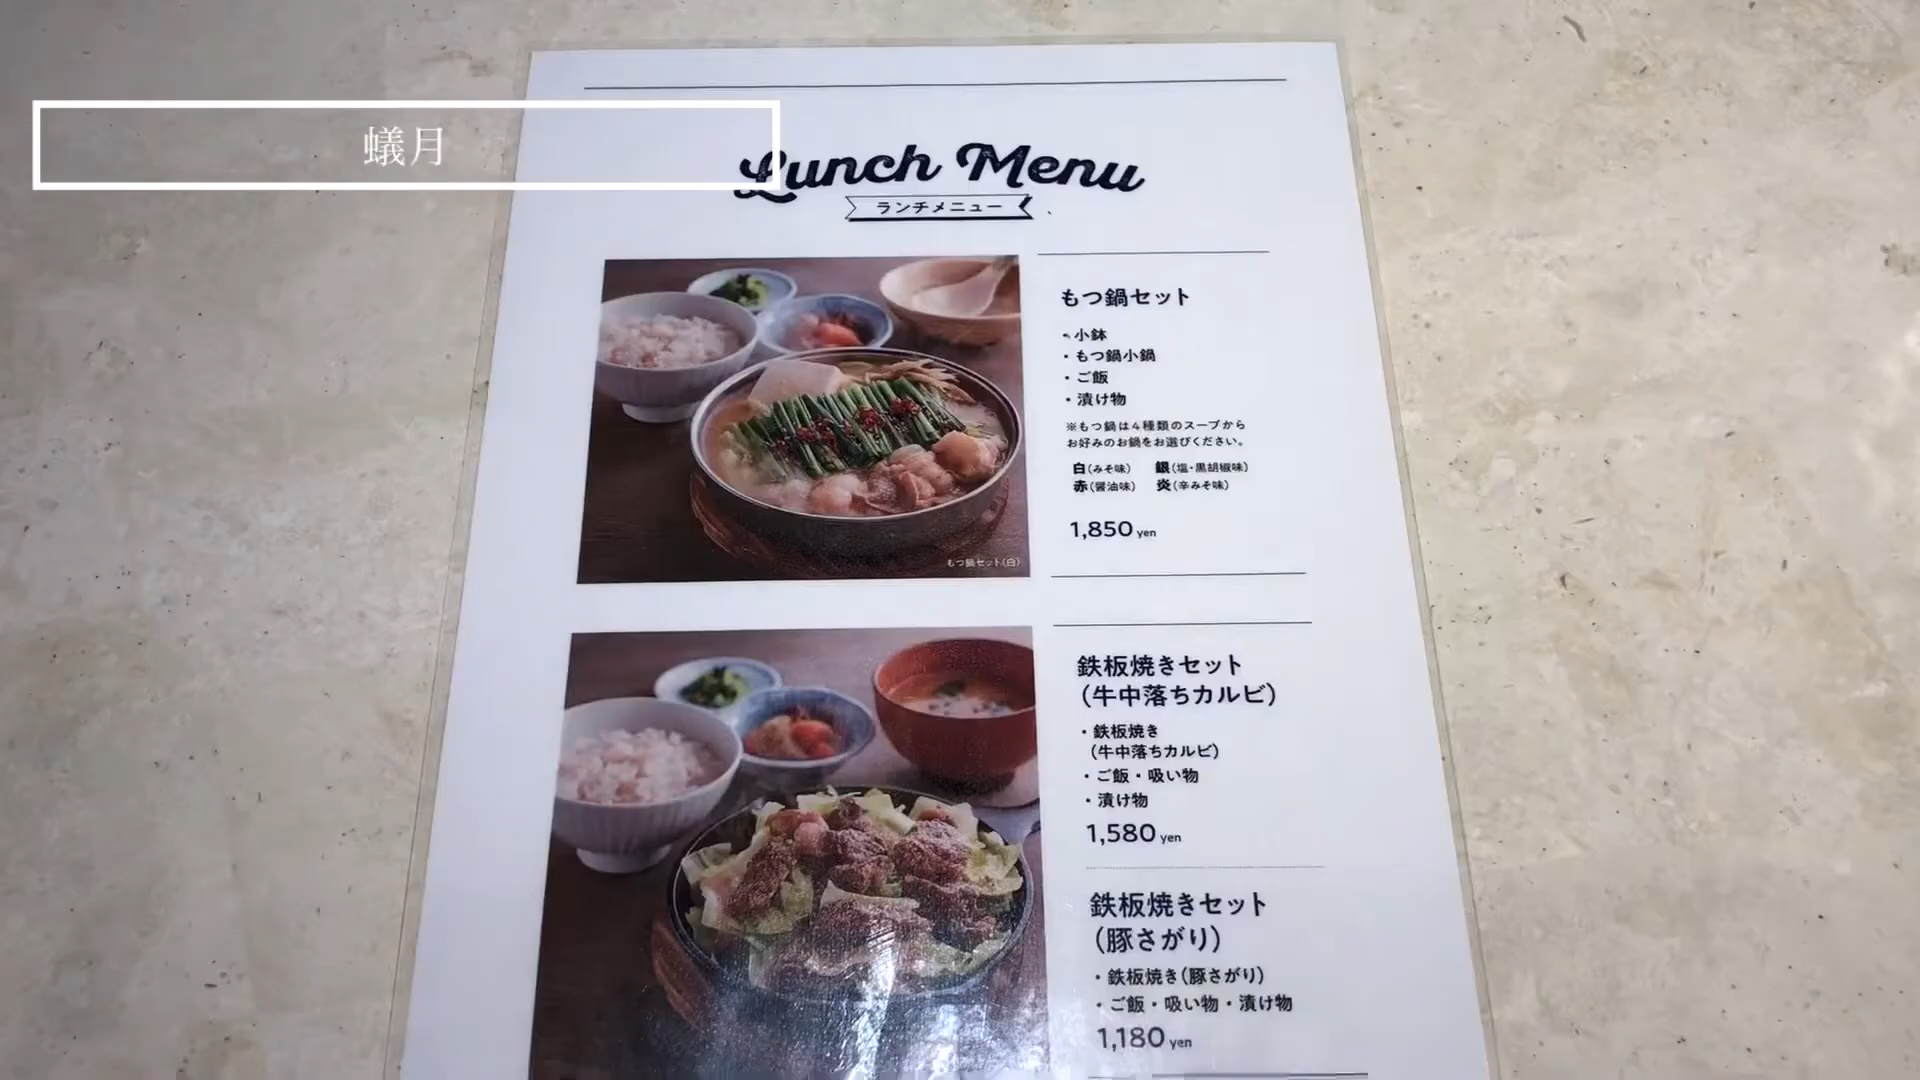 蟻月
Lunch Menu
ランチメニュー
もつ鍋セット
・小鉢
・もつ鍋小鍋
・ご飯
・漬け物
※もつ鍋は4種類のスープから
お好みのお鍋をお選びください。
白(みそ味) 銀(塩・黒胡椒味)
赤(醤油味) 炎(辛みそ味)
1,850 yen
もつ鍋セット(白)
鉄板焼きセット
(牛中落ちカルビ)
・鉄板焼き
(牛中落ちカルビ)
・ご飯・吸い物
・漬け物
1,580 yen
鉄板焼きセット
(豚さがり)
・鉄板焼き(豚さがり)
・ご飯・吸い物・漬け物
1,180 yen